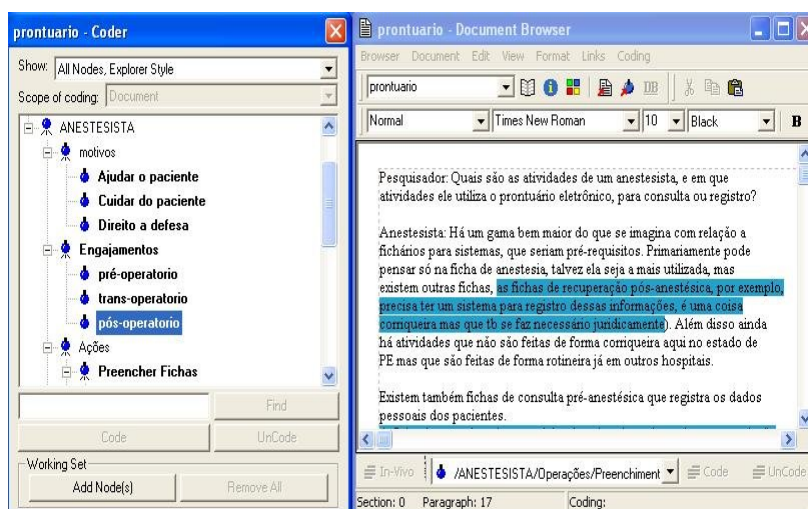 prontuario - Coder
Show: All Nodes, Explorer Style
Scope of coding: Document
ANESTESISTA
motivos
Ajudar o paciente
Cuidar do paciente
Direito a defesa
Engajamentos
pré-operatorio
trans-operatorio
pós-operatorio
Ações
Preencher Fichas
Find
Code UnCode
Working Set
Add Node(s) Remove All
prontuario - Document Browser
Browser Document Edit View Format Links Coding
prontuario DB
Normal Times New Roman 10 Black B
Pesquisador: Quais são as atividades de um anestesista, e em que
atividades ele utiliza o prontuário eletrônico, para consulta ou registro?
Anestesista: Há um gama bem maior do que se imagina com relação a
fichários para sistemas, que seriam pré-requisitos. Primariamente pode
pensar só na ficha de anestesia, talvez ela seja a mais utilizada, mas
existem outras fichas, as fichas de recuperação pós-anestésica, por exemplo,
precisa ter um sistema para registro dessas informações, é uma coisa
corriqueira mas que tb se faz necessário juridicamente). Além disso ainda
há atividades que não são feitas de forma corriqueira aqui no estado de
PE mas que são feitas de forma rotineira já em outros hospitais.
Existem também fichas de consulta pré-anestésica que registra os dados
pessoais dos pacientes.
In-Vivo /ANESTESISTA/Operações/Preenchiment Code UnCode
Section: 0 Paragraph: 17 Coding: